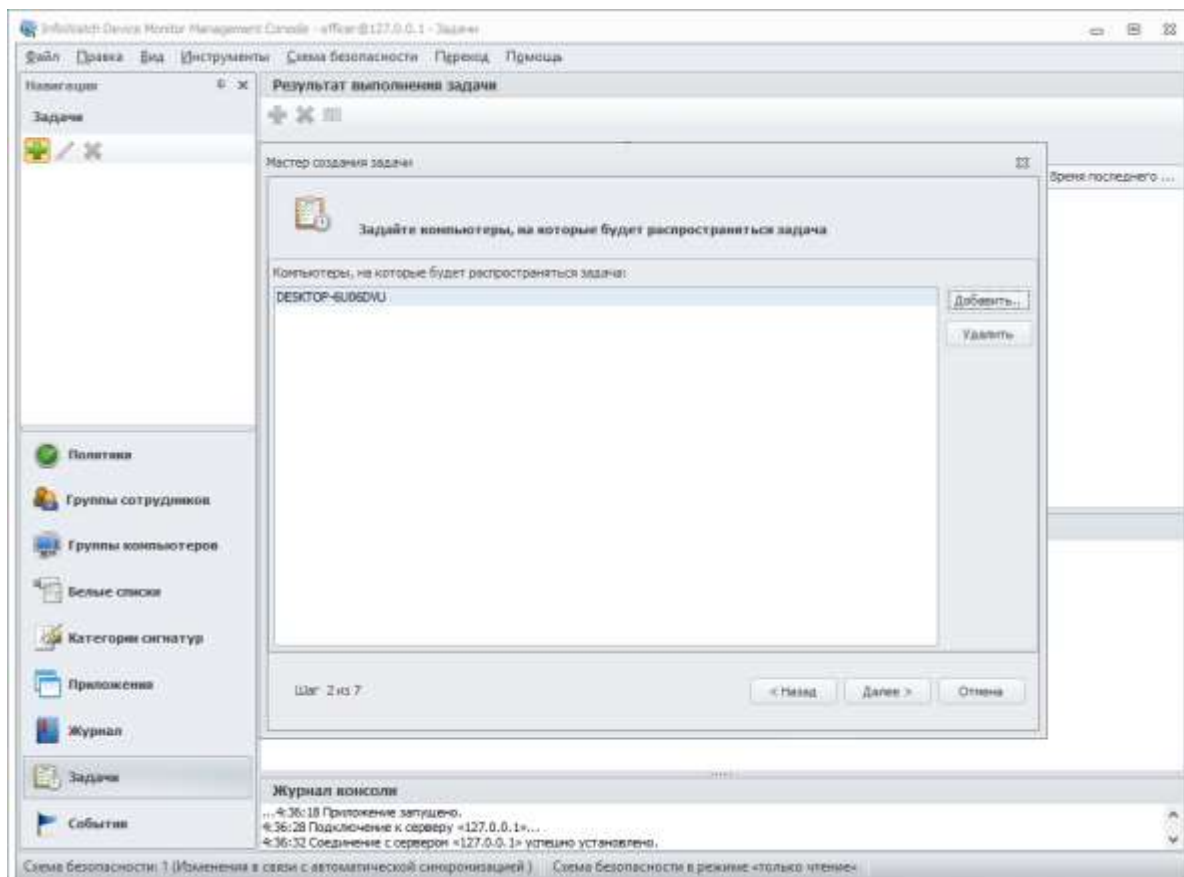 InfoWatch Device Monitor Management Console - officer@127.0.0.1 - Задачи
Файл Правка Вид Инструменты Схема безопасности Переход Помощь
Навигация
Результат выполнения задачи
Задачи
Мастер создания задачи
Время последнего ...
Задайте компьютеры, на которые будет распространяться задача
Компьютеры, на которые будет распространяться задача:
DESKTOP-6U06DVU
Добавить...
Удалить
Политики
Группы сотрудников
Группы компьютеров
Белые списки
Категории сигнатур
Приложения
Журнал
Задачи
События
Шаг 2 из 7
< Назад
Далее >
Отмена
Журнал консоли
...4:36:18 Приложение запущено.
4:36:28 Подключение к серверу «127.0.0.1»...
4:36:32 Соединение с сервером «127.0.0.1» успешно установлено.
Схема безопасности: 1 (Изменения в связи с автоматической синхронизацией )
Схема безопасности в режиме «только чтение»